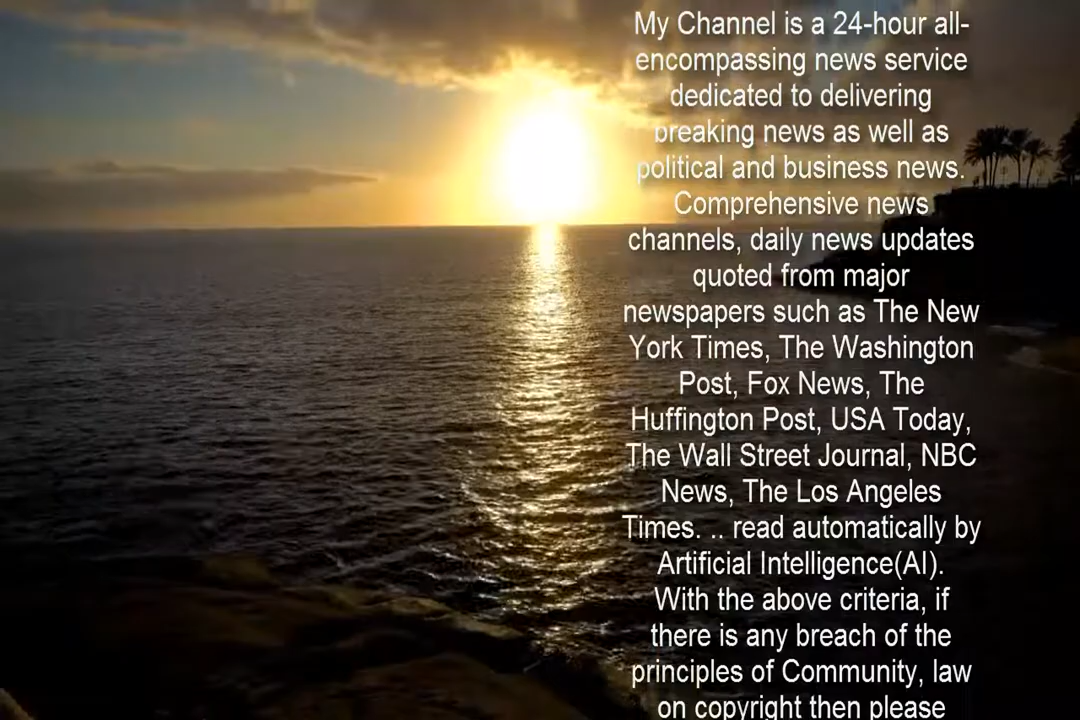 My Channel is a 24-hour all-
encompassing news service
dedicated to delivering
breaking news as well as
political and business news.
Comprehensive news
channels, daily news updates
quoted from major
newspapers such as The New
York Times, The Washington
Post, Fox News, The
Huffington Post, USA Today,
The Wall Street Journal, NBC
News, The Los Angeles
Times. .. read automatically by
Artificial Intelligence(AI).
With the above criteria, if
there is any breach of the
principles of Community, law
on copyright then please